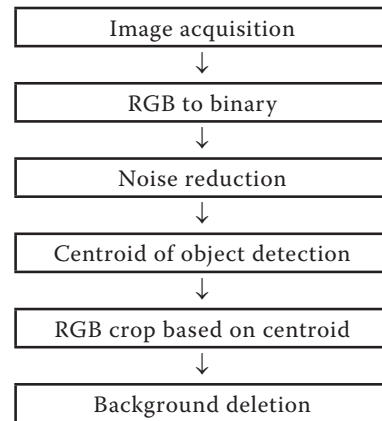 Image acquisition
↓
RGB to binary
↓
Noise reduction
↓
Centroid of object detection
↓
RGB crop based on centroid
↓
Background deletion